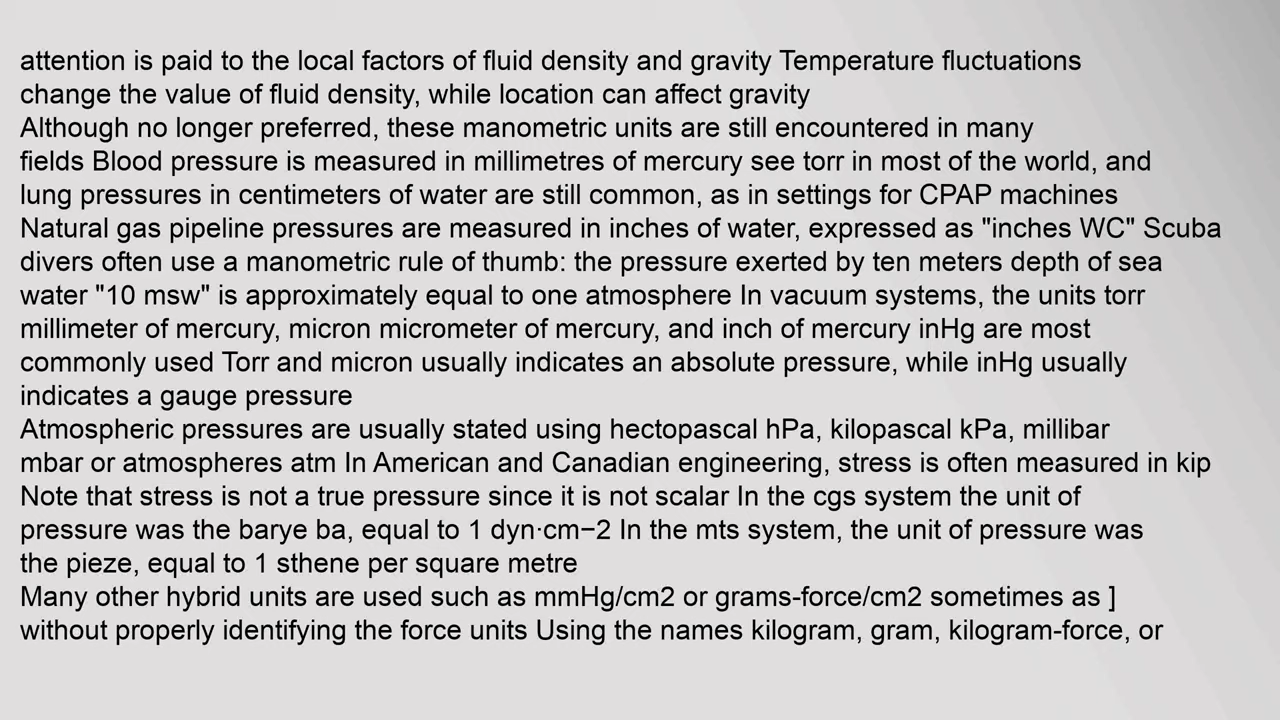 attention is paid to the local factors of fluid density and gravity Temperature fluctuations
change the value of fluid density, while location can affect gravity
Although no longer preferred, these manometric units are still encountered in many
fields Blood pressure is measured in millimetres of mercury see torr in most of the world, and
lung pressures in centimeters of water are still common, as in settings for CPAP machines
Natural gas pipeline pressures are measured in inches of water, expressed as "inches WC" Scuba
divers often use a manometric rule of thumb: the pressure exerted by ten meters depth of sea
water "10 msw" is approximately equal to one atmosphere In vacuum systems, the units torr
millimeter of mercury, micron micrometer of mercury, and inch of mercury inHg are most
commonly used Torr and micron usually indicates an absolute pressure, while inHg usually
indicates a gauge pressure
Atmospheric pressures are usually stated using hectopascal hPa, kilopascal kPa, millibar
mbar or atmospheres atm In American and Canadian engineering, stress is often measured in kip
Note that stress is not a true pressure since it is not scalar In the cgs system the unit of
pressure was the barye ba, equal to 1 dyn·cm−2 In the mts system, the unit of pressure was
the pieze, equal to 1 sthene per square metre
Many other hybrid units are used such as mmHg/cm2 or grams-force/cm2 sometimes as ]
without properly identifying the force units Using the names kilogram, gram, kilogram-force, or